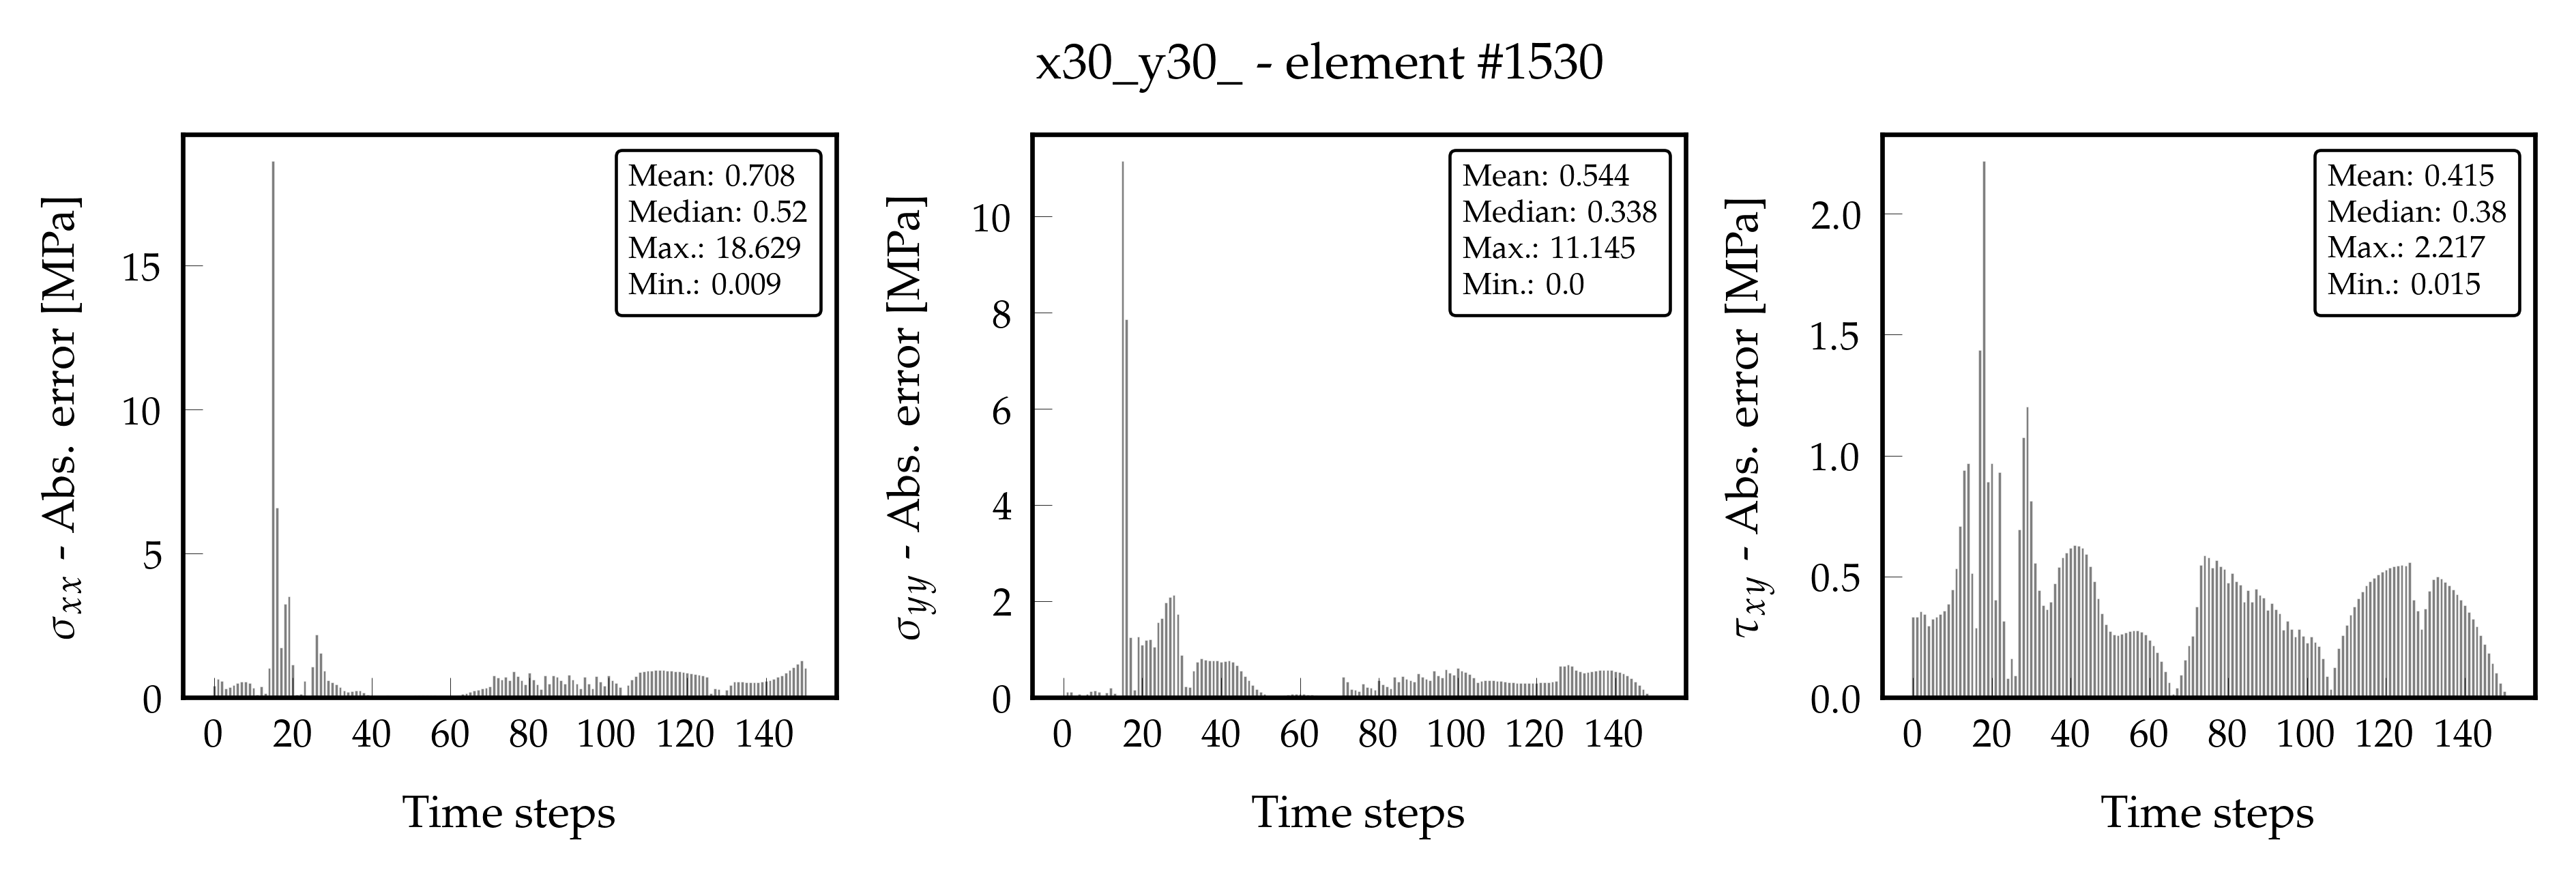 x30_y30_ - element #1530
σxx - Abs. error [MPa]
15
10
5
0
0 20 40 60 80 100 120 140
Time steps
Mean: 0.708
Median: 0.52
Max.: 18.629
Min.: 0.009
σyy - Abs. error [MPa]
10
8
6
4
2
0
0 20 40 60 80 100 120 140
Time steps
Mean: 0.544
Median: 0.338
Max.: 11.145
Min.: 0.0
τxy - Abs. error [MPa]
2.0
1.5
1.0
0.5
0.0
0 20 40 60 80 100 120 140
Time steps
Mean: 0.415
Median: 0.38
Max.: 2.217
Min.: 0.015